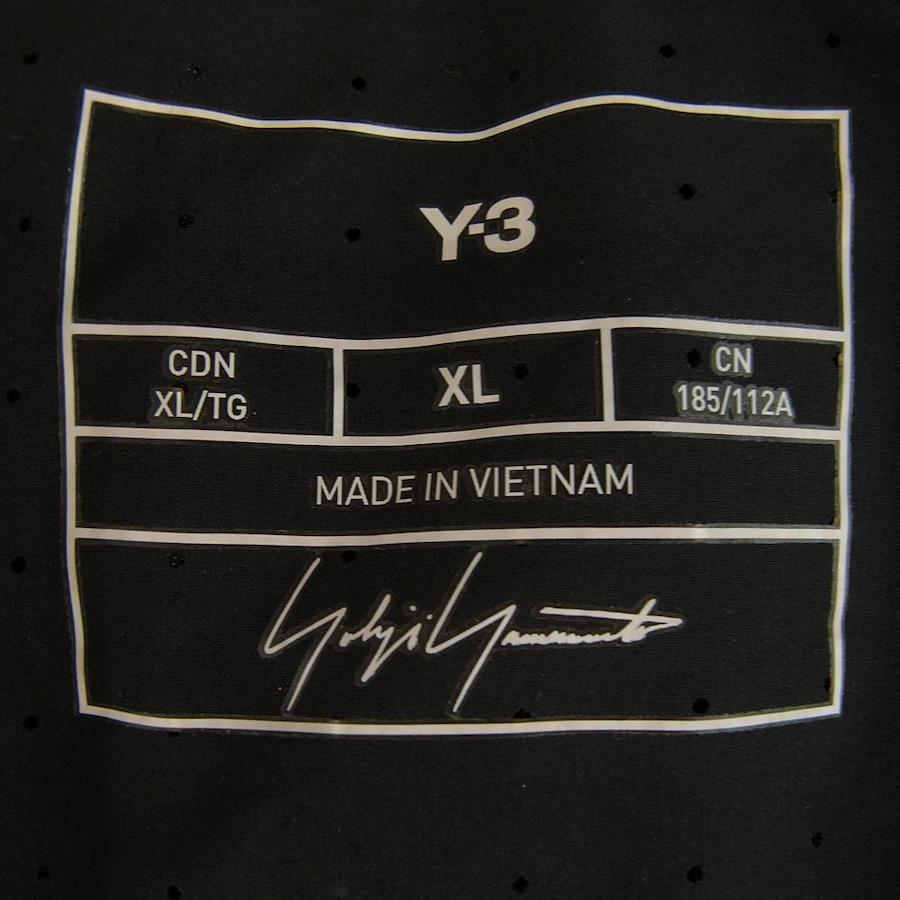 Y-3
CDN
XL/TG
XL
CN
185/112A
MADE IN VIETNAM
Yohji Yamamoto